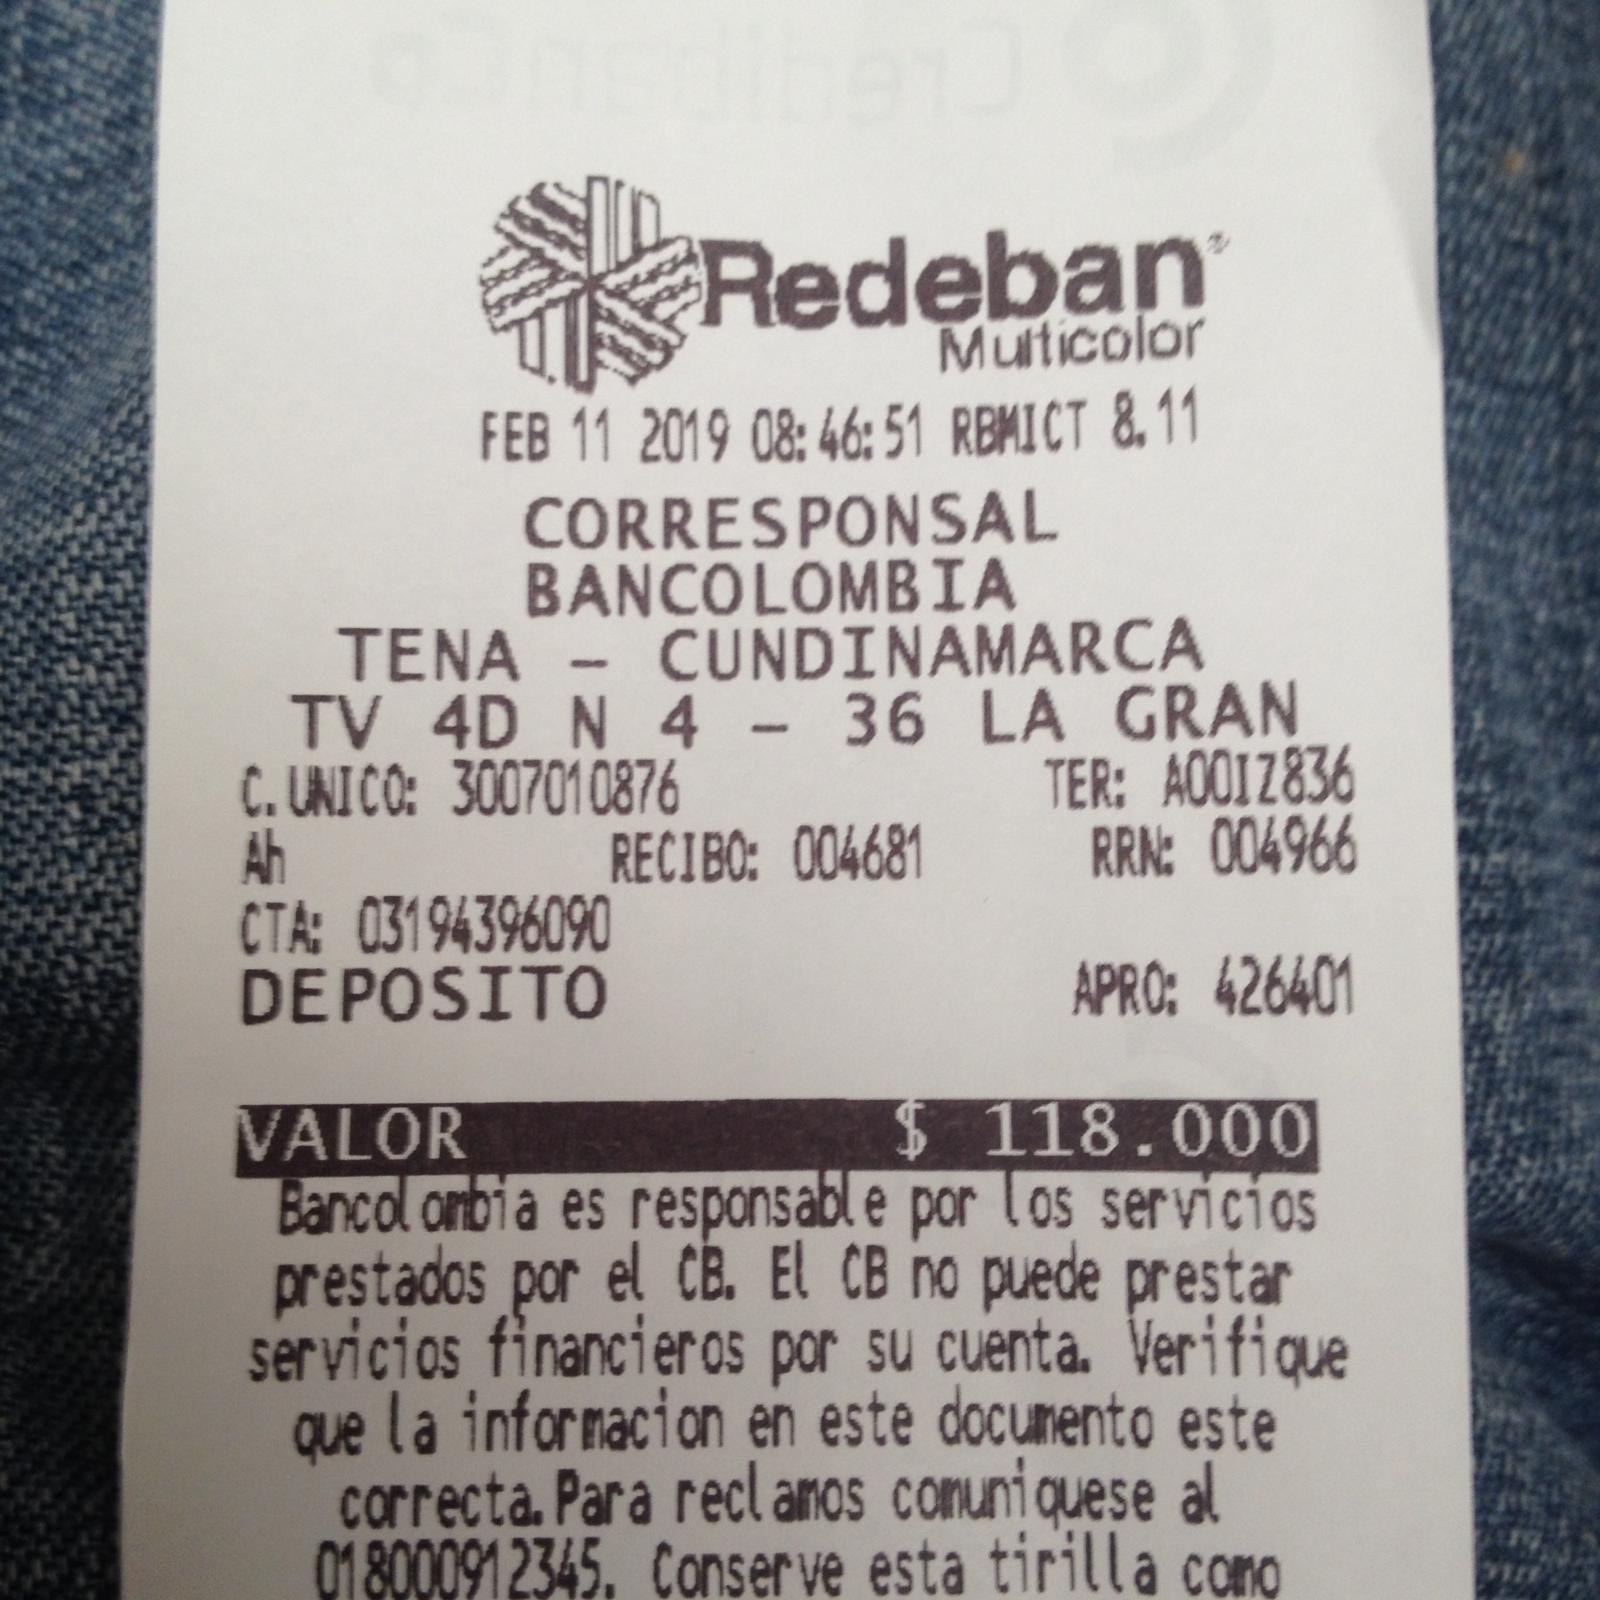 Redeban®
Multicolor
FEB 11 2019 08:46:51 RBMICT 8.11
CORRESPONSAL
BANCOLOMBIA
TENA - CUNDINAMARCA
TV 4D N 4 - 36 LA GRAN
C.UNICO: 3007010876 TER: A00IZ836
Ah RECIBO: 004681 RRN: 004966
CTA: 03194396090
DEPOSITO APRO: 426401
VALOR $ 118.000
Bancolombia es responsable por los servicios
prestados por el CB. El CB no puede prestar
servicios financieros por su cuenta. Verifique
que la informacion en este documento este
correcta.Para reclamos comuniquese al
018000912345. Conserve esta tirilla como